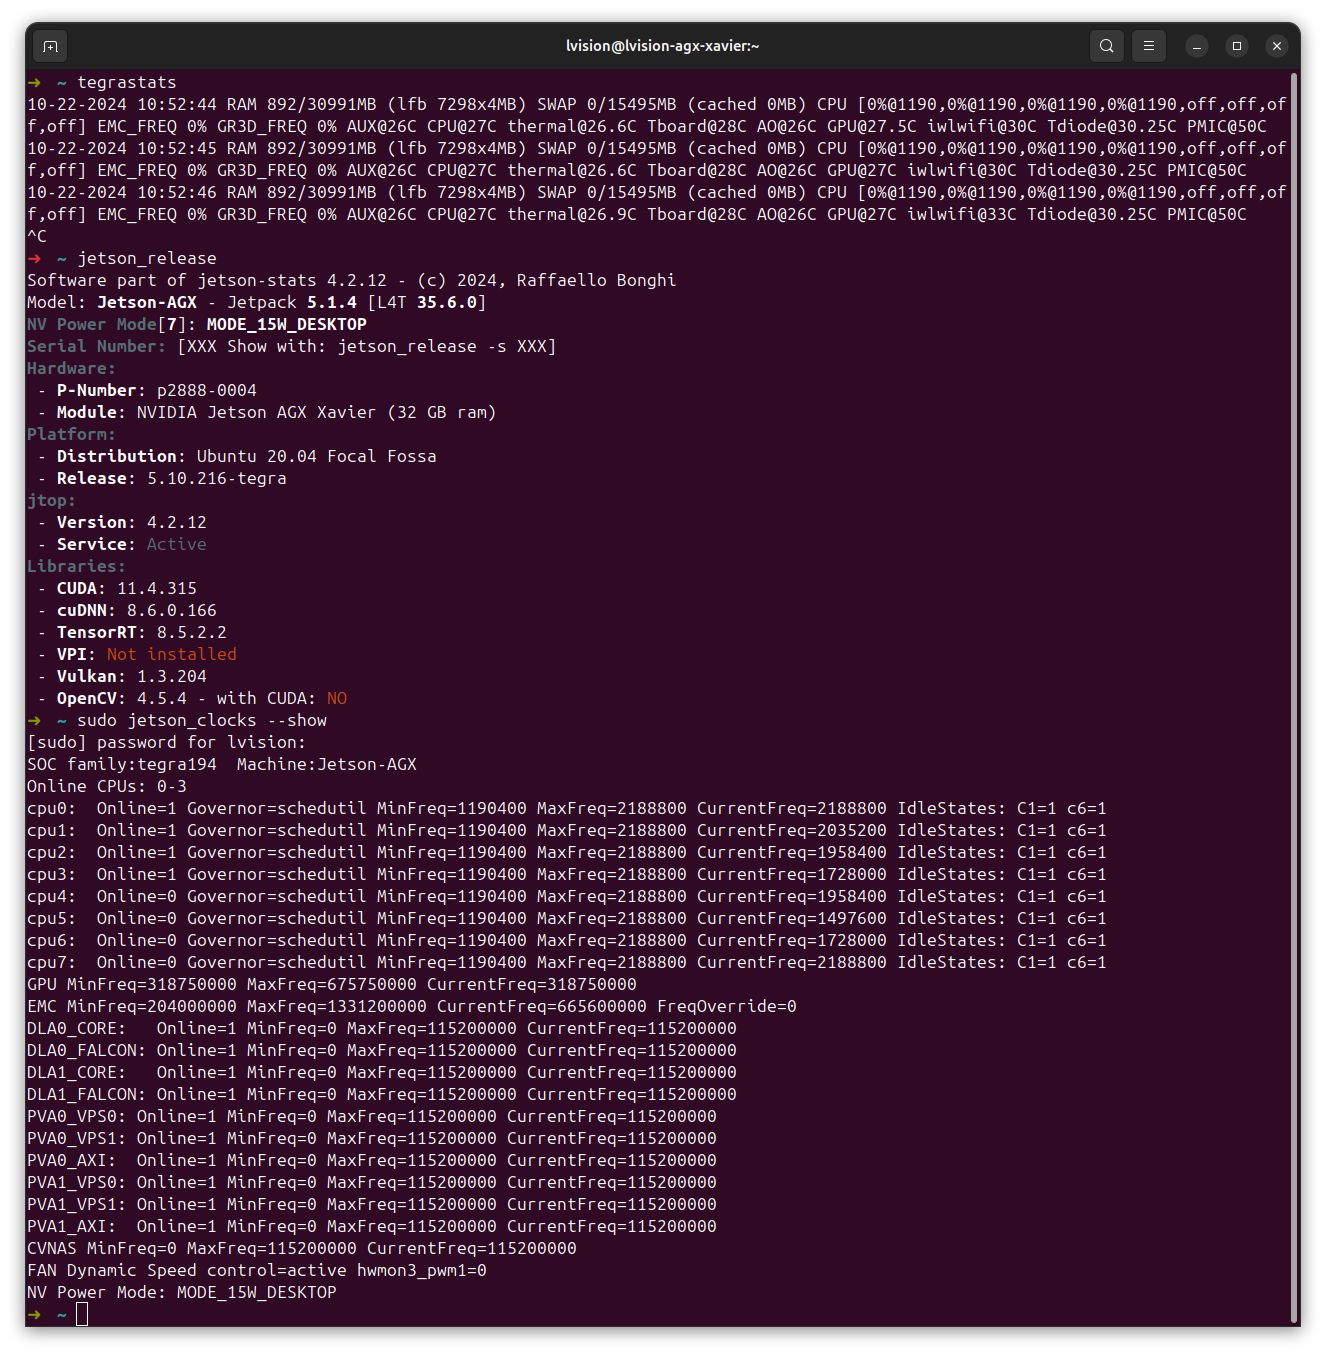 lvision@lvision-agx-xavier:~
➜  ~ tegrastats
10-22-2024 10:52:44 RAM 892/30991MB (lfb 7298x4MB) SWAP 0/15495MB (cached 0MB) CPU [0%@1190,0%@1190,0%@1190,0%@1190,off,off,of
f,off] EMC_FREQ 0% GR3D_FREQ 0% AUX@26C CPU@27C thermal@26.6C Tboard@28C AO@26C GPU@27.5C iwlwifi@30C Tdiode@30.25C PMIC@50C
10-22-2024 10:52:45 RAM 892/30991MB (lfb 7298x4MB) SWAP 0/15495MB (cached 0MB) CPU [0%@1190,0%@1190,0%@1190,0%@1190,off,off,of
f,off] EMC_FREQ 0% GR3D_FREQ 0% AUX@26C CPU@27C thermal@26.6C Tboard@28C AO@26C GPU@27C iwlwifi@30C Tdiode@30.25C PMIC@50C
10-22-2024 10:52:46 RAM 892/30991MB (lfb 7298x4MB) SWAP 0/15495MB (cached 0MB) CPU [0%@1190,0%@1190,0%@1190,0%@1190,off,off,of
f,off] EMC_FREQ 0% GR3D_FREQ 0% AUX@26C CPU@27C thermal@26.9C Tboard@28C AO@26C GPU@27C iwlwifi@33C Tdiode@30.25C PMIC@50C
^C
➜  ~ jetson_release
Software part of jetson-stats 4.2.12 - (c) 2024, Raffaello Bonghi
Model: Jetson-AGX - Jetpack 5.1.4 [L4T 35.6.0]
NV Power Mode[7]: MODE_15W_DESKTOP
Serial Number: [XXX Show with: jetson_release -s XXX]
Hardware:
 - P-Number: p2888-0004
 - Module: NVIDIA Jetson AGX Xavier (32 GB ram)
Platform:
 - Distribution: Ubuntu 20.04 Focal Fossa
 - Release: 5.10.216-tegra
jtop:
 - Version: 4.2.12
 - Service: Active
Libraries:
 - CUDA: 11.4.315
 - cuDNN: 8.6.0.166
 - TensorRT: 8.5.2.2
 - VPI: Not installed
 - Vulkan: 1.3.204
 - OpenCV: 4.5.4 - with CUDA: NO
➜  ~ sudo jetson_clocks --show
[sudo] password for lvision:
SOC family:tegra194  Machine:Jetson-AGX
Online CPUs: 0-3
cpu0:  Online=1 Governor=schedutil MinFreq=1190400 MaxFreq=2188800 CurrentFreq=2188800 IdleStates: C1=1 c6=1
cpu1:  Online=1 Governor=schedutil MinFreq=1190400 MaxFreq=2188800 CurrentFreq=2035200 IdleStates: C1=1 c6=1
cpu2:  Online=1 Governor=schedutil MinFreq=1190400 MaxFreq=2188800 CurrentFreq=1958400 IdleStates: C1=1 c6=1
cpu3:  Online=1 Governor=schedutil MinFreq=1190400 MaxFreq=2188800 CurrentFreq=1728000 IdleStates: C1=1 c6=1
cpu4:  Online=0 Governor=schedutil MinFreq=1190400 MaxFreq=2188800 CurrentFreq=1958400 IdleStates: C1=1 c6=1
cpu5:  Online=0 Governor=schedutil MinFreq=1190400 MaxFreq=2188800 CurrentFreq=1497600 IdleStates: C1=1 c6=1
cpu6:  Online=0 Governor=schedutil MinFreq=1190400 MaxFreq=2188800 CurrentFreq=1728000 IdleStates: C1=1 c6=1
cpu7:  Online=0 Governor=schedutil MinFreq=1190400 MaxFreq=2188800 CurrentFreq=2188800 IdleStates: C1=1 c6=1
GPU MinFreq=318750000 MaxFreq=675750000 CurrentFreq=318750000
EMC MinFreq=204000000 MaxFreq=1331200000 CurrentFreq=665600000 FreqOverride=0
DLA0_CORE:   Online=1 MinFreq=0 MaxFreq=115200000 CurrentFreq=115200000
DLA0_FALCON: Online=1 MinFreq=0 MaxFreq=115200000 CurrentFreq=115200000
DLA1_CORE:   Online=1 MinFreq=0 MaxFreq=115200000 CurrentFreq=115200000
DLA1_FALCON: Online=1 MinFreq=0 MaxFreq=115200000 CurrentFreq=115200000
PVA0_VPS0: Online=1 MinFreq=0 MaxFreq=115200000 CurrentFreq=115200000
PVA0_VPS1: Online=1 MinFreq=0 MaxFreq=115200000 CurrentFreq=115200000
PVA0_AXI:  Online=1 MinFreq=0 MaxFreq=115200000 CurrentFreq=115200000
PVA1_VPS0: Online=1 MinFreq=0 MaxFreq=115200000 CurrentFreq=115200000
PVA1_VPS1: Online=1 MinFreq=0 MaxFreq=115200000 CurrentFreq=115200000
PVA1_AXI:  Online=1 MinFreq=0 MaxFreq=115200000 CurrentFreq=115200000
CVNAS MinFreq=0 MaxFreq=115200000 CurrentFreq=115200000
FAN Dynamic Speed control=active hwmon3_pwm1=0
NV Power Mode: MODE_15W_DESKTOP
➜  ~